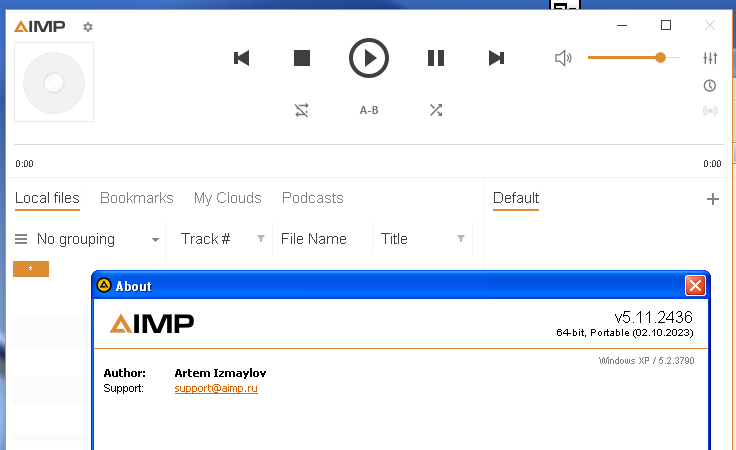 AIMP
A-B
0:00 0:00
Local files Bookmarks My Clouds Podcasts Default +
No grouping Track # File Name Title
*
About
AIMP
v5.11.2436
64-bit, Portable (02.10.2023)
Windows XP / 5.2.3790
Author: Artem Izmaylov
Support: support@aimp.ru